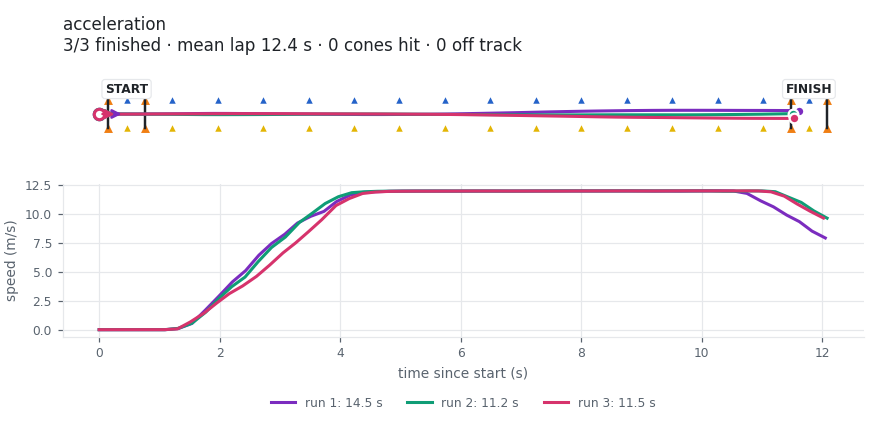 acceleration
3/3 finished · mean lap 12.4 s · 0 cones hit · 0 off track
START
FINISH
12.5
10.0
7.5
5.0
2.5
0.0
speed (m/s)
0 2 4 6 8 10 12
time since start (s)
run 1: 14.5 s run 2: 11.2 s run 3: 11.5 s